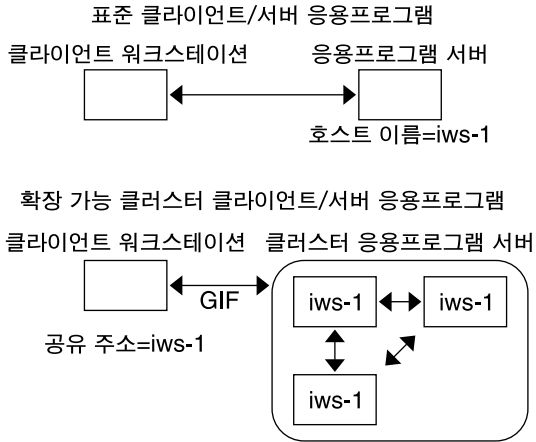 표준 클라이언트/서버 응용프로그램
클라이언트 워크스테이션
응용프로그램 서버
호스트 이름=iws-1
확장 가능 클러스터 클라이언트/서버 응용프로그램
클라이언트 워크스테이션
클러스터 응용프로그램 서버
GIF
iws-1
iws-1
공유 주소=iws-1
iws-1